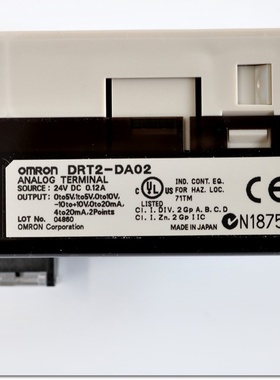 OMRON DRT2-DA02
ANALOG TERMINAL
SOURCE : 24V DC 0.12A
OUTPUT : 0to5V,1to5V,0to10V,
-10to+10V,0to20mA,
4to20mA,2Points
LOT No. 04860
OMRON Corporation
C UL US
LISTED
IND. CONT. EQ.
FOR HAZ. LOC.
71TM
Cl. I. DIV. 2 Gp A, B, C, D
Cl. I. Zn. 2 Gp IIC
MADE IN JAPAN
CE
N1875